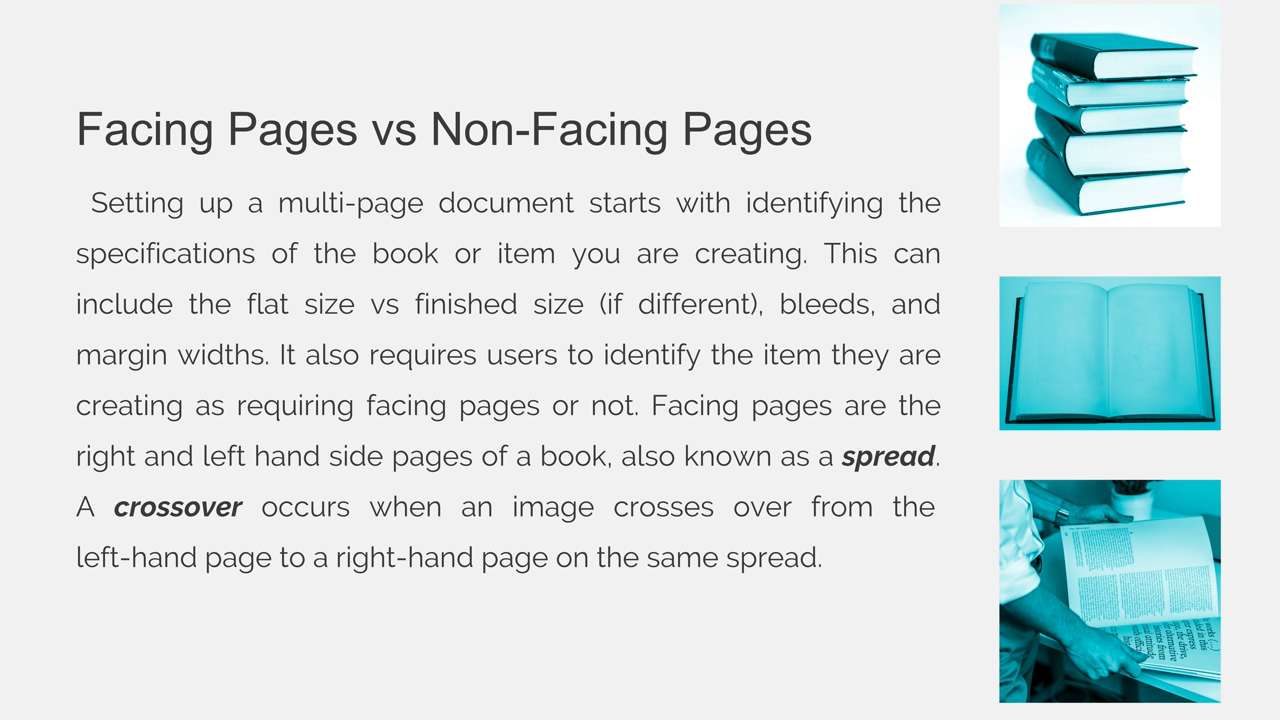 Facing Pages vs Non-Facing Pages
Setting up a multi-page document starts with identifying the
specifications of the book or item you are creating. This can
include the flat size vs finished size (if different), bleeds, and
margin widths. It also requires users to identify the item they are
creating as requiring facing pages or not. Facing pages are the
right and left hand side pages of a book, also known as a spread.
A crossover occurs when an image crosses over from the
left-hand page to a right-hand page on the same spread.